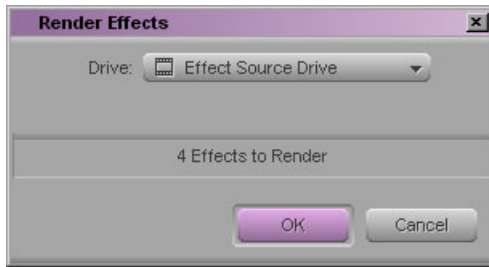 Render Effects
Drive: Effect Source Drive
4 Effects to Render
OK Cancel